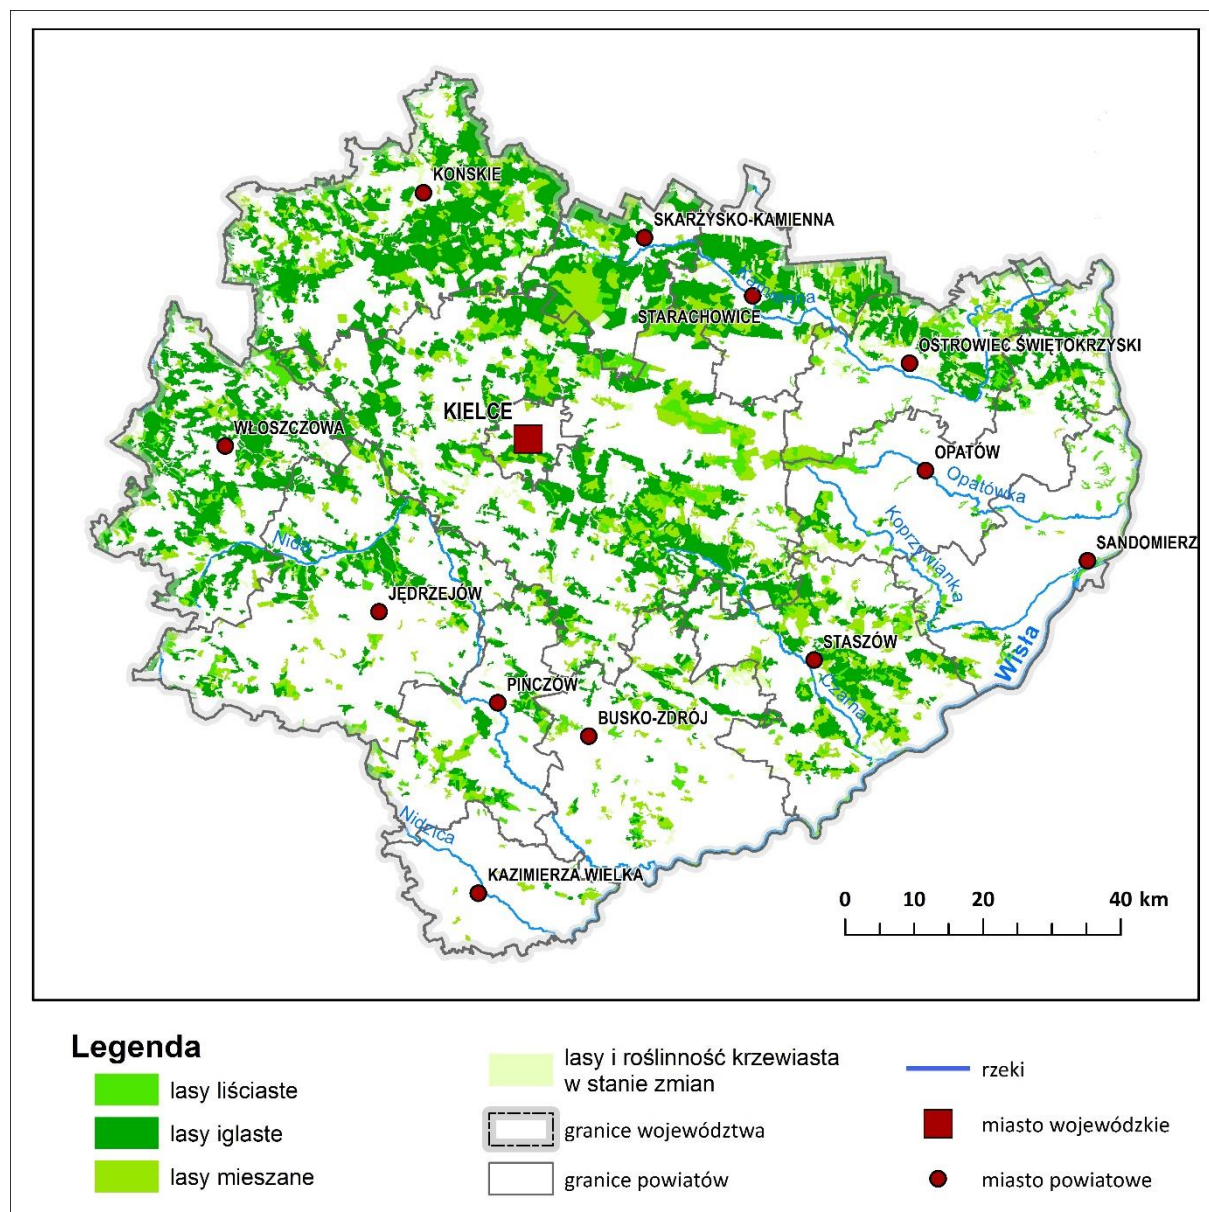 KOŃSKIE
SKARŻYSKO-KAMIENNA
Kamienna
STARACHOWICE
OSTROWIEC ŚWIĘTOKRZYSKI
KIELCE
WŁOSZCZOWA
OPATÓW
Opatówka
Koprzywianka
Nida
SANDOMIERZ
JĘDRZEJÓW
STASZÓW
Wisła
PIŃCZÓW
Czarna
BUSKO-ZDRÓJ
Nidzica
KAZIMIERZA WIELKA
0 10 20 40 km
Legenda
lasy liściaste
lasy iglaste
lasy mieszane
lasy i roślinność krzewiasta
w stanie zmian
granice województwa
granice powiatów
rzeki
miasto wojewódzkie
miasto powiatowe